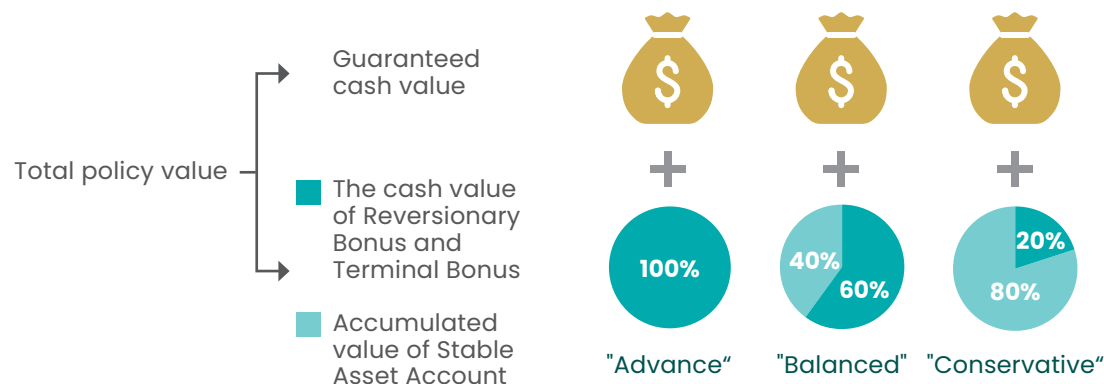 Guaranteed
cash value
Total policy value
The cash value
of Reversionary
Bonus and
Terminal Bonus
Accumulated
value of Stable
Asset Account
$
$
$
+
+
+
100%
40%
60%
20%
80%
"Advance“
"Balanced"
"Conservative“